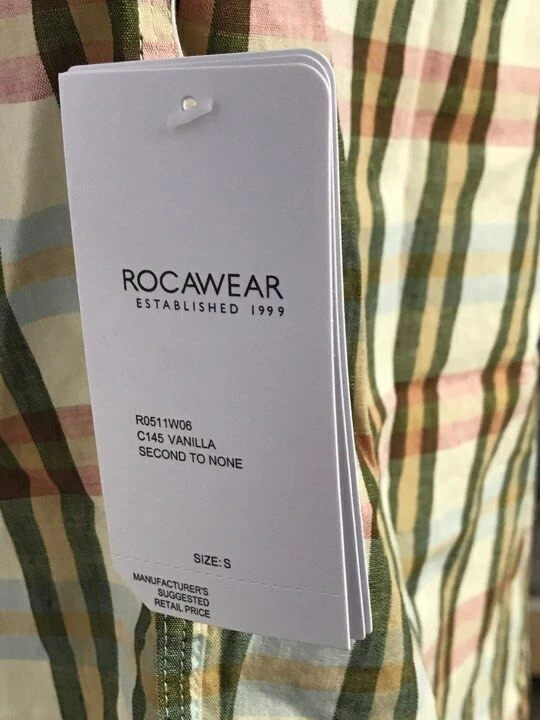 ROCAWEAR
ESTABLISHED 1999
R0511W06
C145 VANILLA
SECOND TO NONE
SIZE: S
MANUFACTURER'S
SUGGESTED
RETAIL PRICE